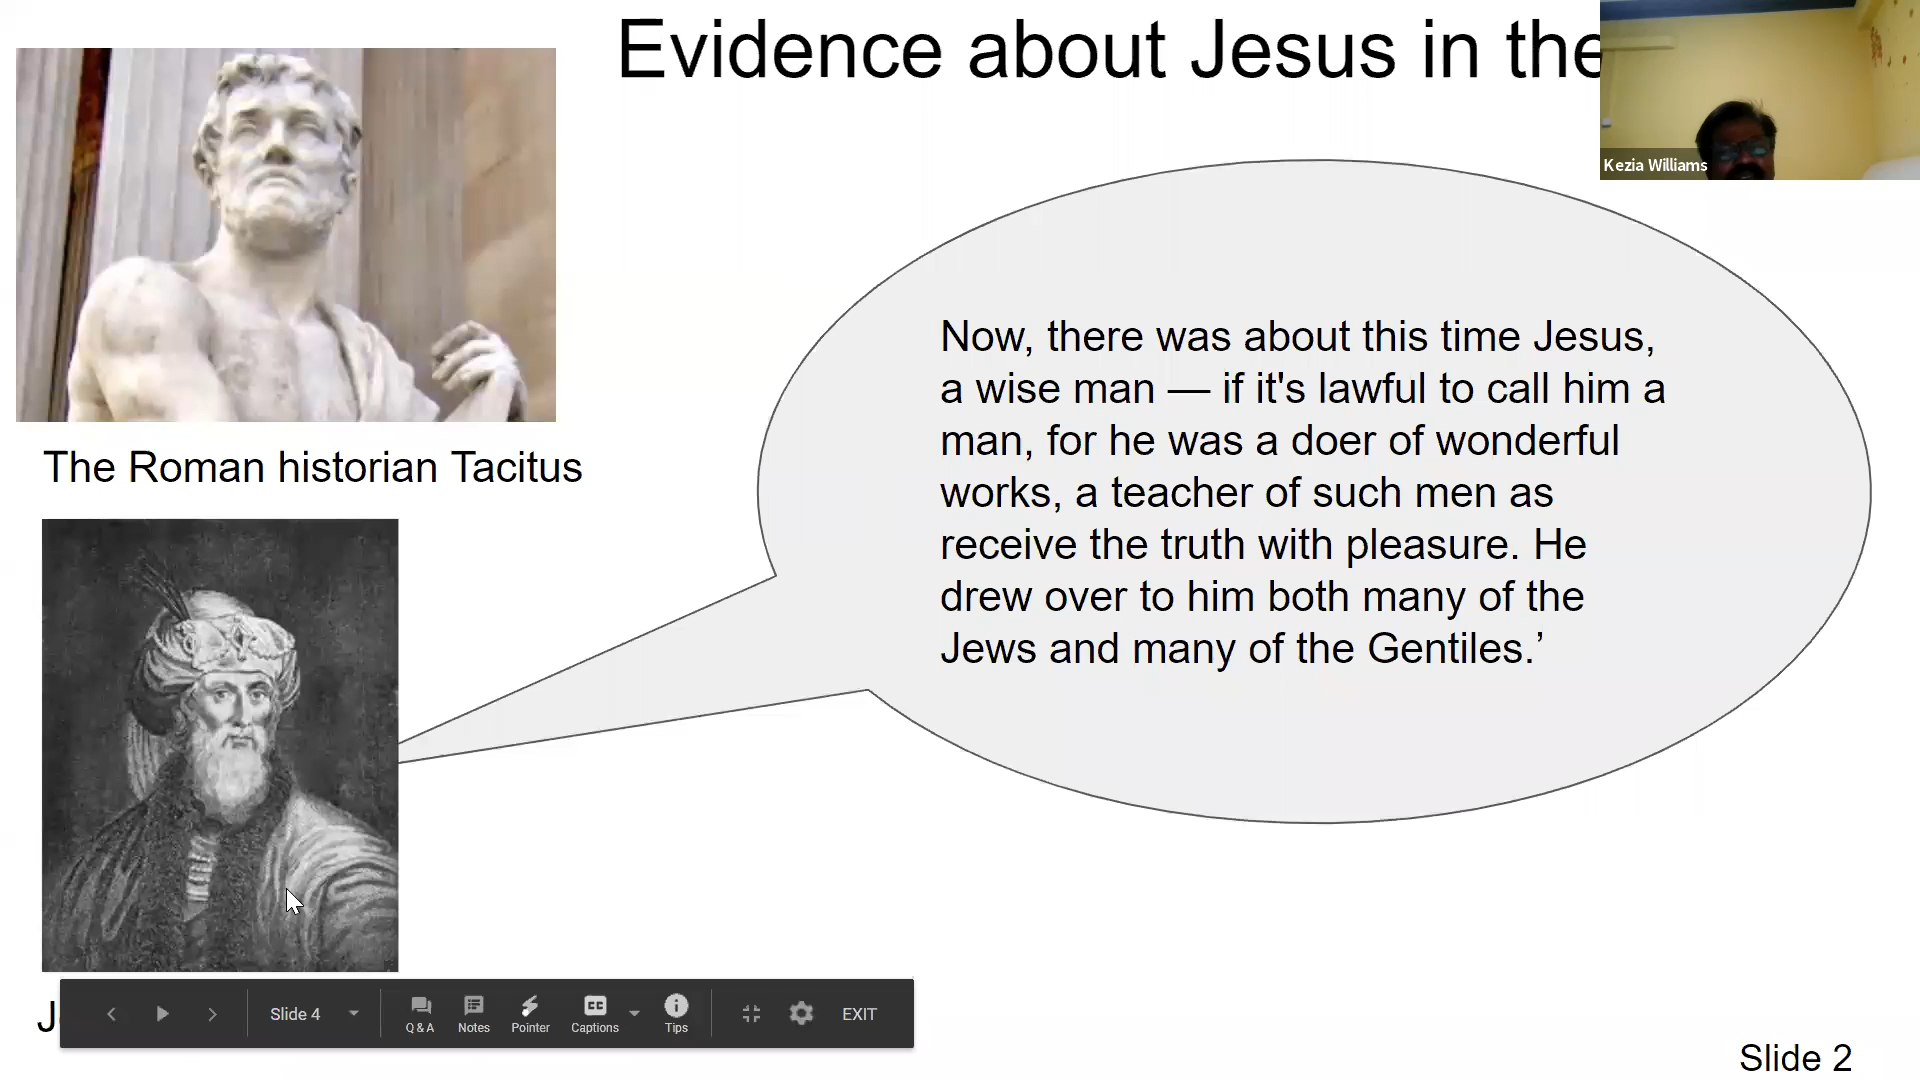 Evidence about Jesus in the
Kezia Williams
The Roman historian Tacitus
Now, there was about this time Jesus,
a wise man — if it's lawful to call him a
man, for he was a doer of wonderful
works, a teacher of such men as
receive the truth with pleasure. He
drew over to him both many of the
Jews and many of the Gentiles.’
Slide 4
Q & A
Notes
Pointer
Captions
Tips
EXIT
Slide 2